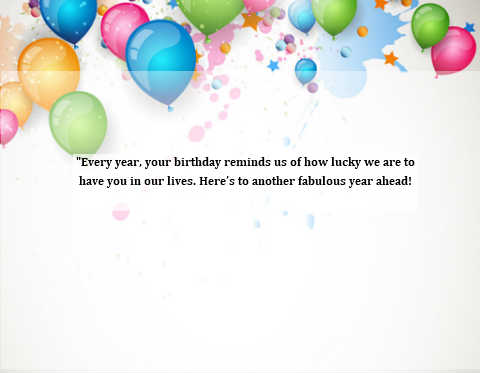 "Every year, your birthday reminds us of how lucky we are to
have you in our lives. Here's to another fabulous year ahead!